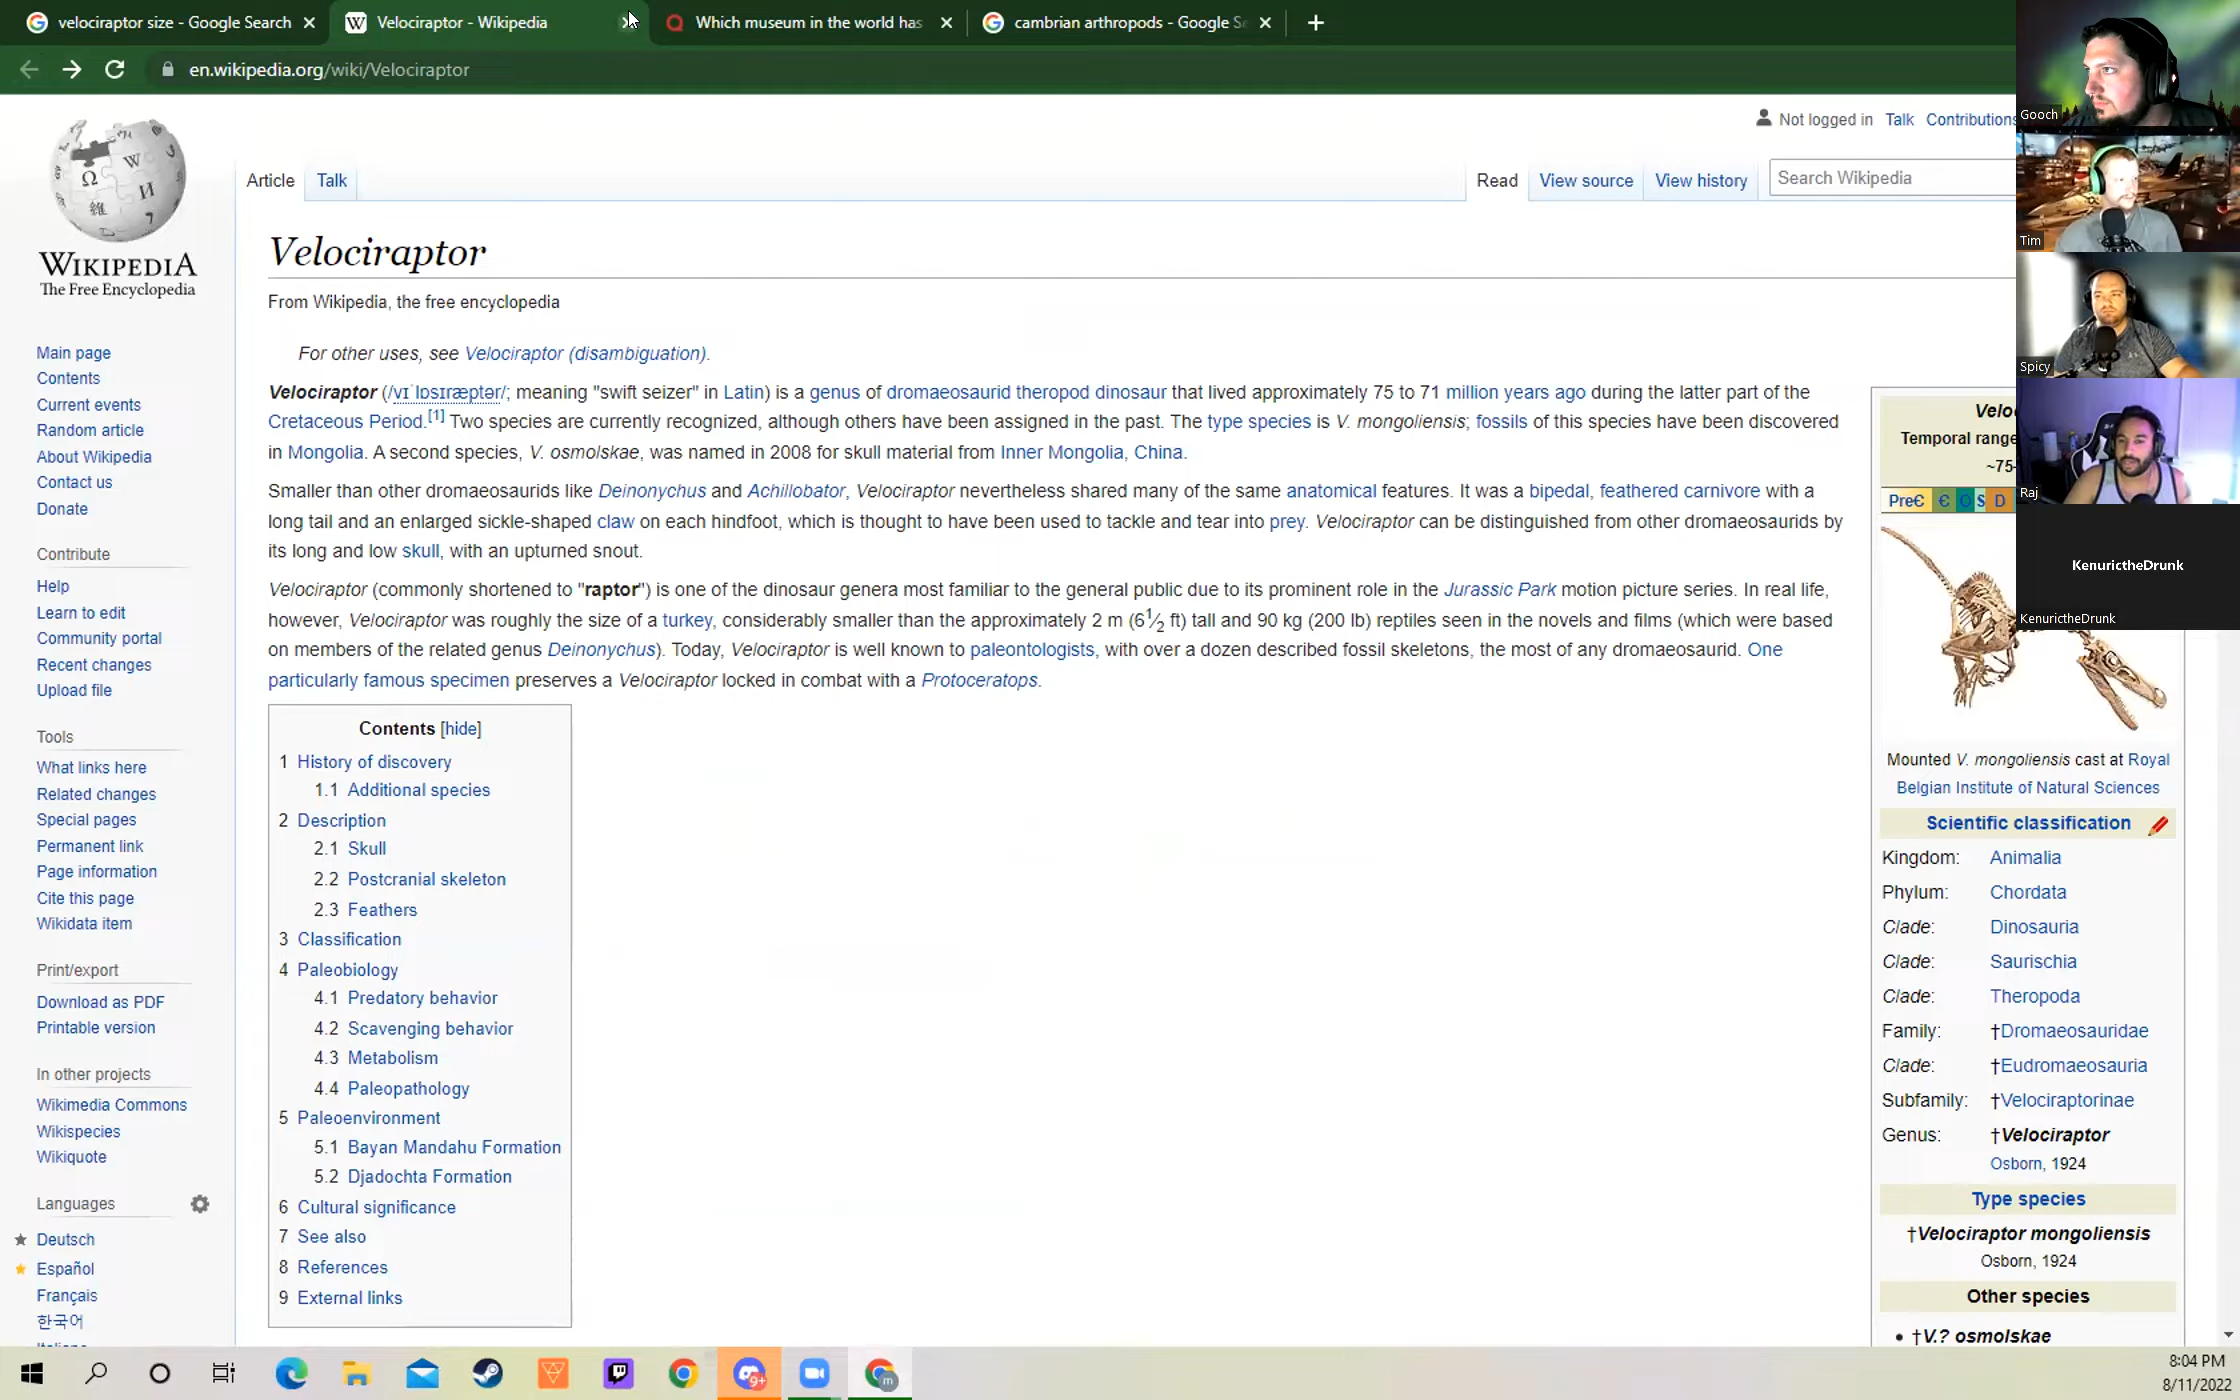 velociraptor size - Google Search
Velociraptor - Wikipedia
Which museum in the world has
cambrian arthropods - Google Se
en.wikipedia.org/wiki/Velociraptor
WIKIPEDIA
The Free Encyclopedia
Not logged in Talk Contributions
Article Talk
Read View source View history
Search Wikipedia
Velociraptor
From Wikipedia, the free encyclopedia
For other uses, see Velociraptor (disambiguation).
Velociraptor (/vɪˈlɒsɪræptər/; meaning "swift seizer" in Latin) is a genus of dromaeosaurid theropod dinosaur that lived approximately 75 to 71 million years ago during the latter part of the
Cretaceous Period.[1] Two species are currently recognized, although others have been assigned in the past. The type species is V. mongoliensis; fossils of this species have been discovered
in Mongolia. A second species, V. osmolskae, was named in 2008 for skull material from Inner Mongolia, China.
Smaller than other dromaeosaurids like Deinonychus and Achillobator, Velociraptor nevertheless shared many of the same anatomical features. It was a bipedal, feathered carnivore with a
long tail and an enlarged sickle-shaped claw on each hindfoot, which is thought to have been used to tackle and tear into prey. Velociraptor can be distinguished from other dromaeosaurids by
its long and low skull, with an upturned snout.
Velociraptor (commonly shortened to "raptor") is one of the dinosaur genera most familiar to the general public due to its prominent role in the Jurassic Park motion picture series. In real life,
however, Velociraptor was roughly the size of a turkey, considerably smaller than the approximately 2 m (6 1⁄2 ft) tall and 90 kg (200 lb) reptiles seen in the novels and films (which were based
on members of the related genus Deinonychus). Today, Velociraptor is well known to paleontologists, with over a dozen described fossil skeletons, the most of any dromaeosaurid. One
particularly famous specimen preserves a Velociraptor locked in combat with a Protoceratops.
Contents [hide]
1 History of discovery
1.1 Additional species
2 Description
2.1 Skull
2.2 Postcranial skeleton
2.3 Feathers
3 Classification
4 Paleobiology
4.1 Predatory behavior
4.2 Scavenging behavior
4.3 Metabolism
4.4 Paleopathology
5 Paleoenvironment
5.1 Bayan Mandahu Formation
5.2 Djadochta Formation
6 Cultural significance
7 See also
8 References
9 External links
Main page
Contents
Current events
Random article
About Wikipedia
Contact us
Donate
Contribute
Help
Learn to edit
Community portal
Recent changes
Upload file
Tools
What links here
Related changes
Special pages
Permanent link
Page information
Cite this page
Wikidata item
Print/export
Download as PDF
Printable version
In other projects
Wikimedia Commons
Wikispecies
Wikiquote
Languages
Deutsch
Español
Français
한국어
Velo
Temporal range
~75-
PreЄ Є O S D
Mounted V. mongoliensis cast at Royal
Belgian Institute of Natural Sciences
Scientific classification
Kingdom: Animalia
Phylum: Chordata
Clade: Dinosauria
Clade: Saurischia
Clade: Theropoda
Family: †Dromaeosauridae
Clade: †Eudromaeosauria
Subfamily: †Velociraptorinae
Genus: †Velociraptor
Osborn, 1924
Type species
†Velociraptor mongoliensis
Osborn, 1924
Other species
• †V.? osmolskae
Gooch
Tim
Spicy
Raj
KenurictheDrunk
KenurictheDrunk
9+
m
8:04 PM
8/11/2022